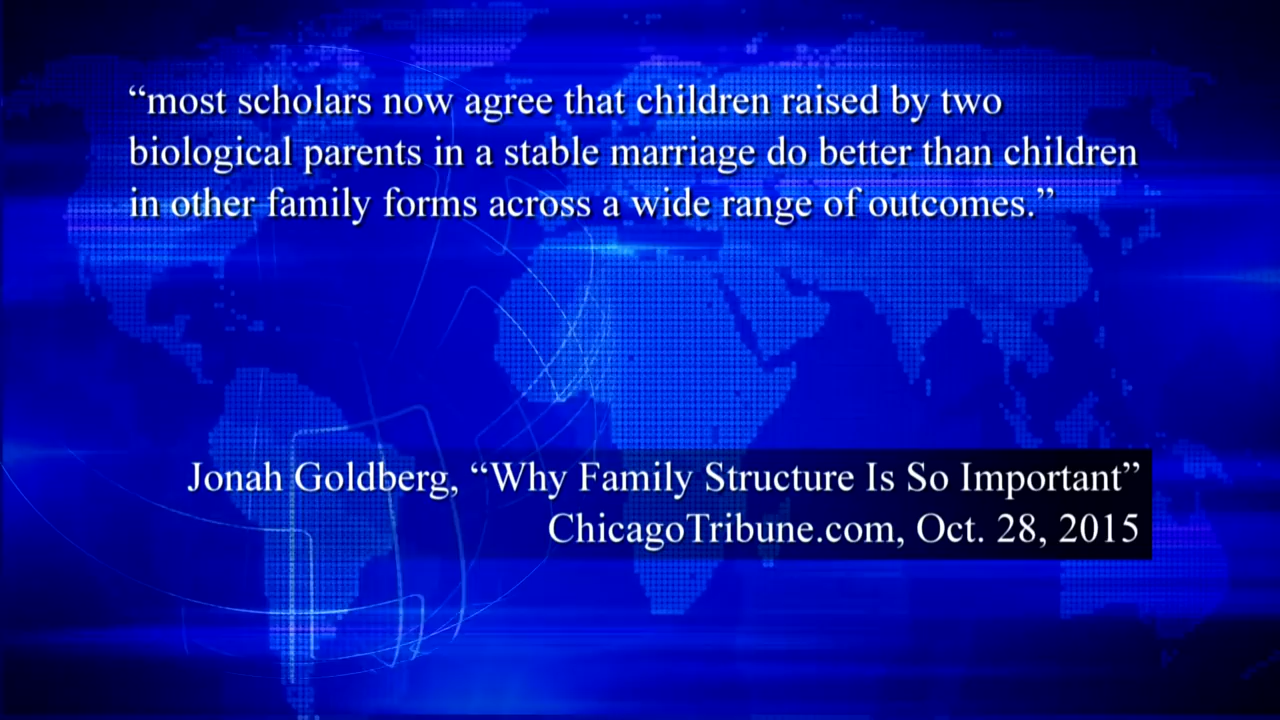 “most scholars now agree that children raised by two
biological parents in a stable marriage do better than children
in other family forms across a wide range of outcomes.”
Jonah Goldberg, “Why Family Structure Is So Important”
ChicagoTribune.com, Oct. 28, 2015